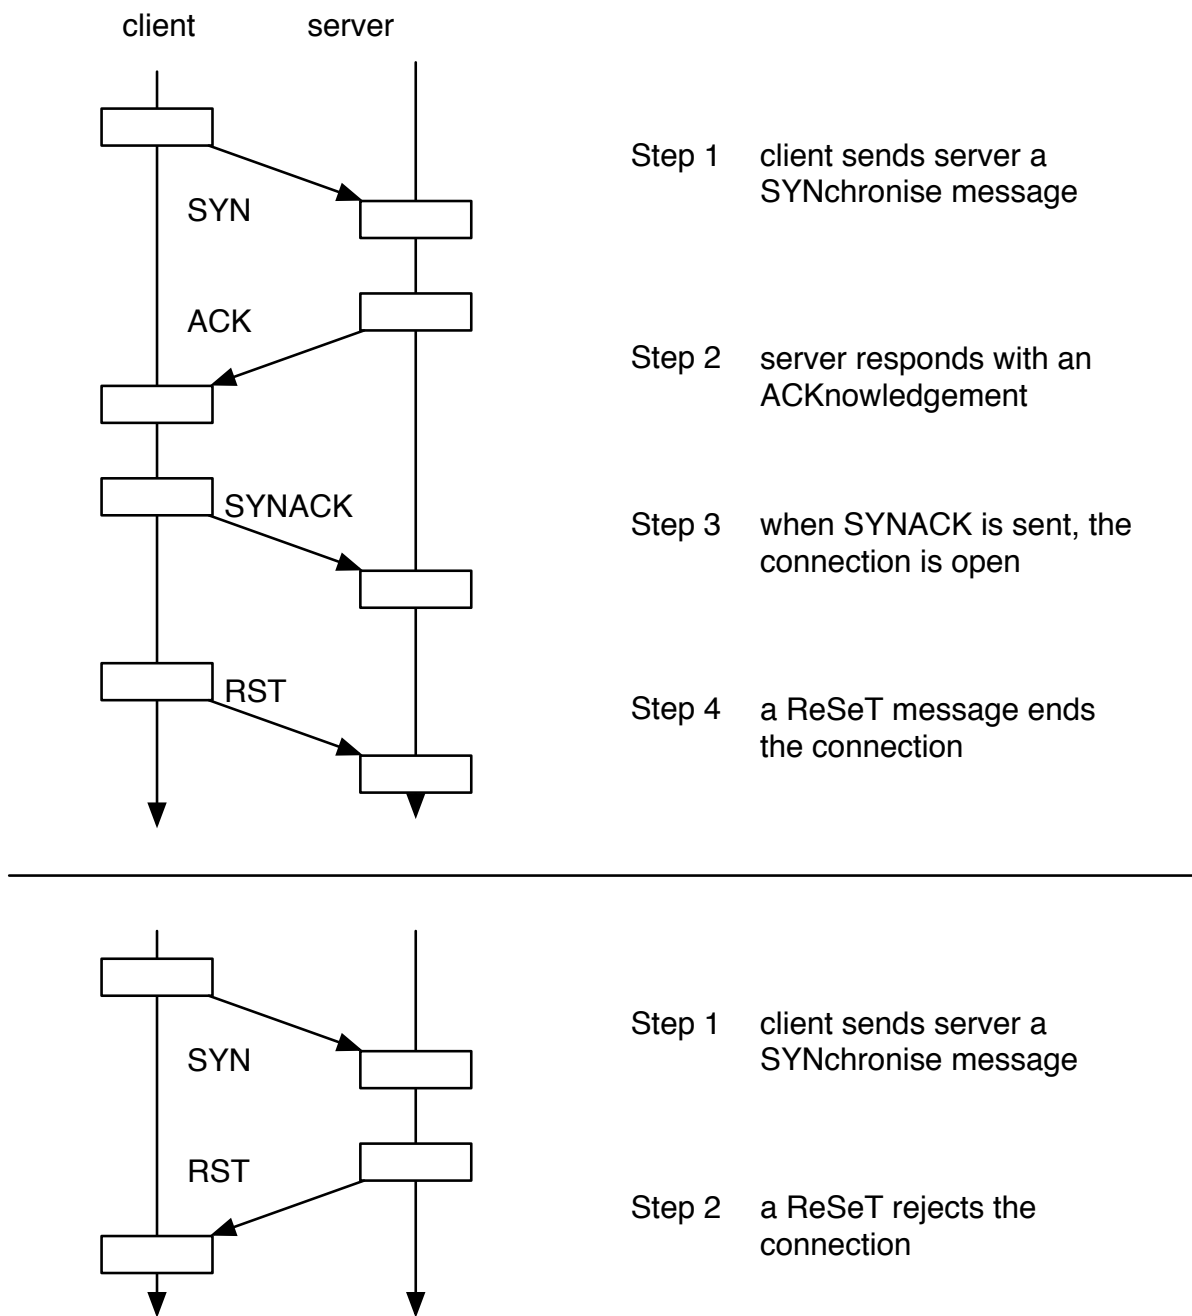 client server
Step 1 client sends server a
SYNchronise message
SYN
ACK
Step 2 server responds with an
ACKnowledgement
SYNACK
Step 3 when SYNACK is sent, the
connection is open
RST
Step 4 a ReSeT message ends
the connection
Step 1 client sends server a
SYNchronise message
SYN
RST
Step 2 a ReSeT rejects the
connection